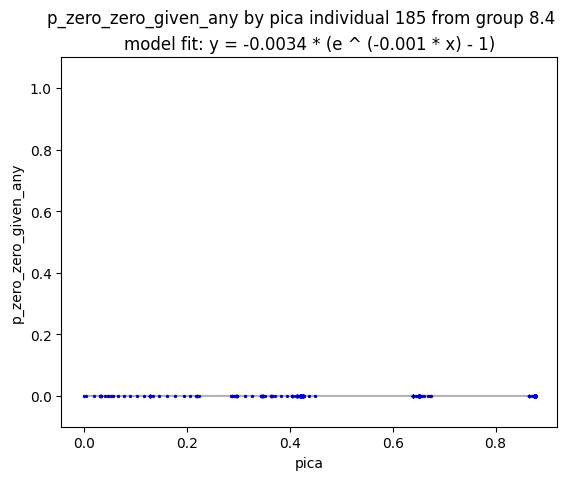 p_zero_zero_given_any by pica individual 185 from group 8.4
model fit: y = -0.0034 * (e ^ (-0.001 * x) - 1)
1.0
0.8
0.6
0.4
0.2
0.0
p_zero_zero_given_any
0.0 0.2 0.4 0.6 0.8
pica